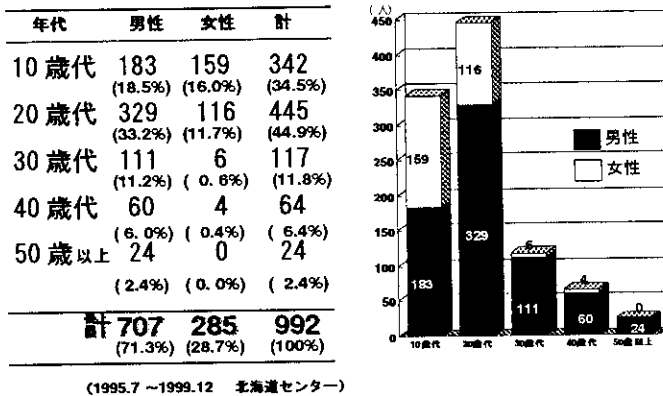 年代 男性 女性 計
10歳代 183 159 342
(18.5%) (16.0%) (34.5%)
20歳代 329 116 445
(33.2%) (11.7%) (44.9%)
30歳代 111 6 117
(11.2%) ( 0.6%) (11.8%)
40歳代 60 4 64
( 6.0%) ( 0.4%) ( 6.4%)
50歳以上 24 0 24
( 2.4%) ( 0.0%) ( 2.4%)
計 707 285 992
(71.3%) (28.7%) (100%)
(1995.7 ~1999.12 北海道センター)
(人)
450
400
350
300
250
200
150
100
50
0
159
183
116
329
6
111
4
60
0
24
男性
女性
10歳代 20歳代 30歳代 40歳代 50歳以上